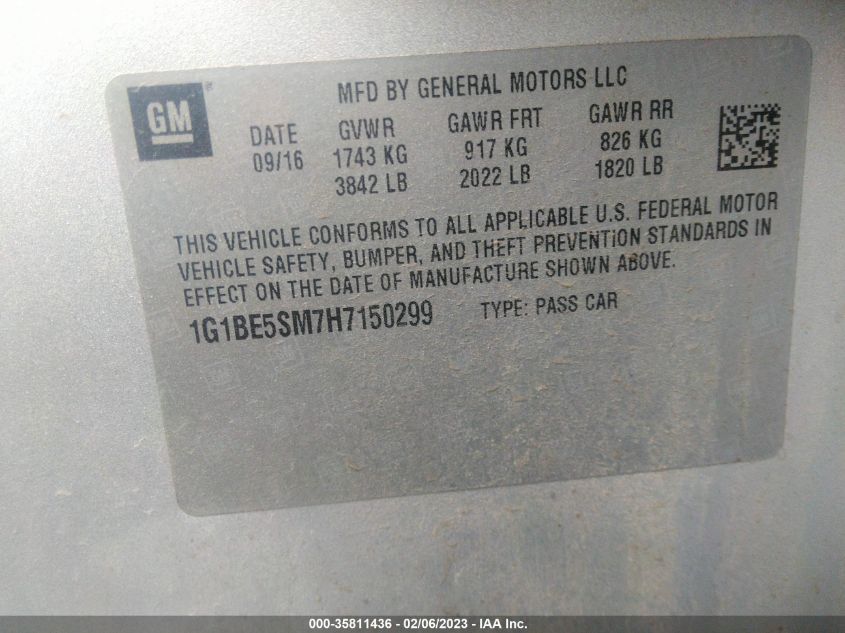 MFD BY GENERAL MOTORS LLC
GM
®
DATE GVWR GAWR FRT GAWR RR
09/16 1743 KG 917 KG 826 KG
3842 LB 2022 LB 1820 LB
THIS VEHICLE CONFORMS TO ALL APPLICABLE U.S. FEDERAL MOTOR
VEHICLE SAFETY, BUMPER, AND THEFT PREVENTION STANDARDS IN
EFFECT ON THE DATE OF MANUFACTURE SHOWN ABOVE.
1G1BE5SM7H7150299 TYPE: PASS CAR
000-35811436 - 02/06/2023 - IAA Inc.